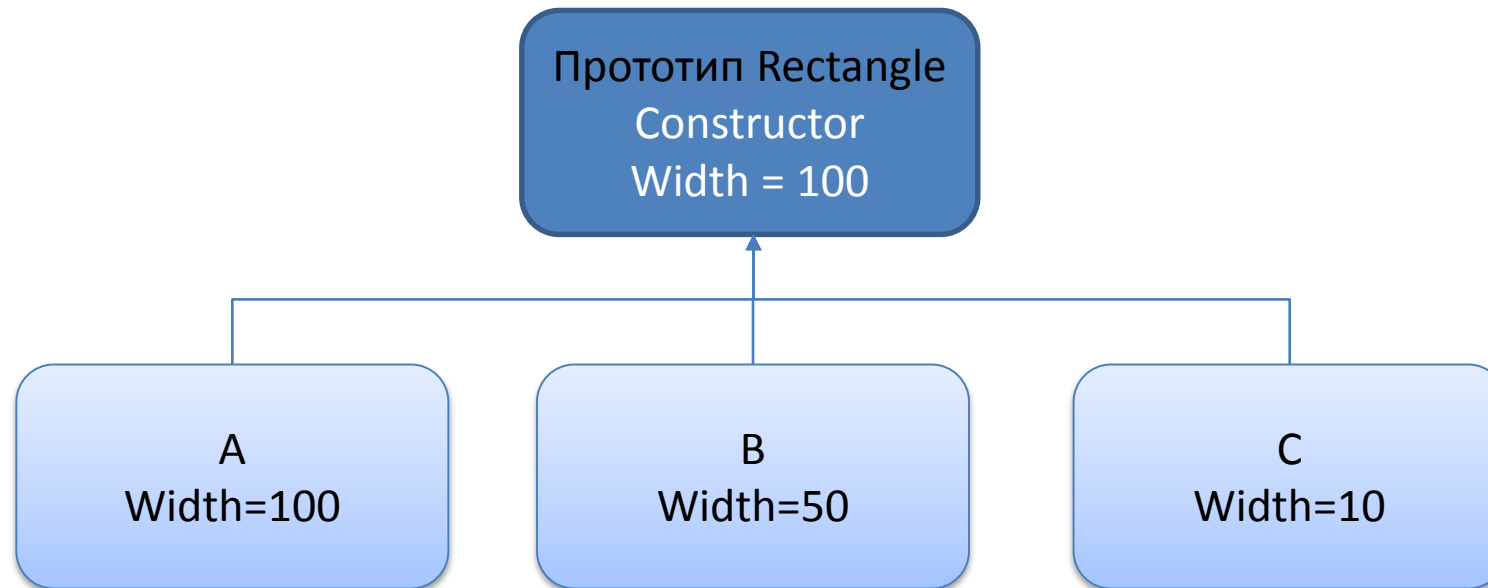 Прототип Rectangle
Constructor
Width = 100
A
Width=100
B
Width=50
C
Width=10